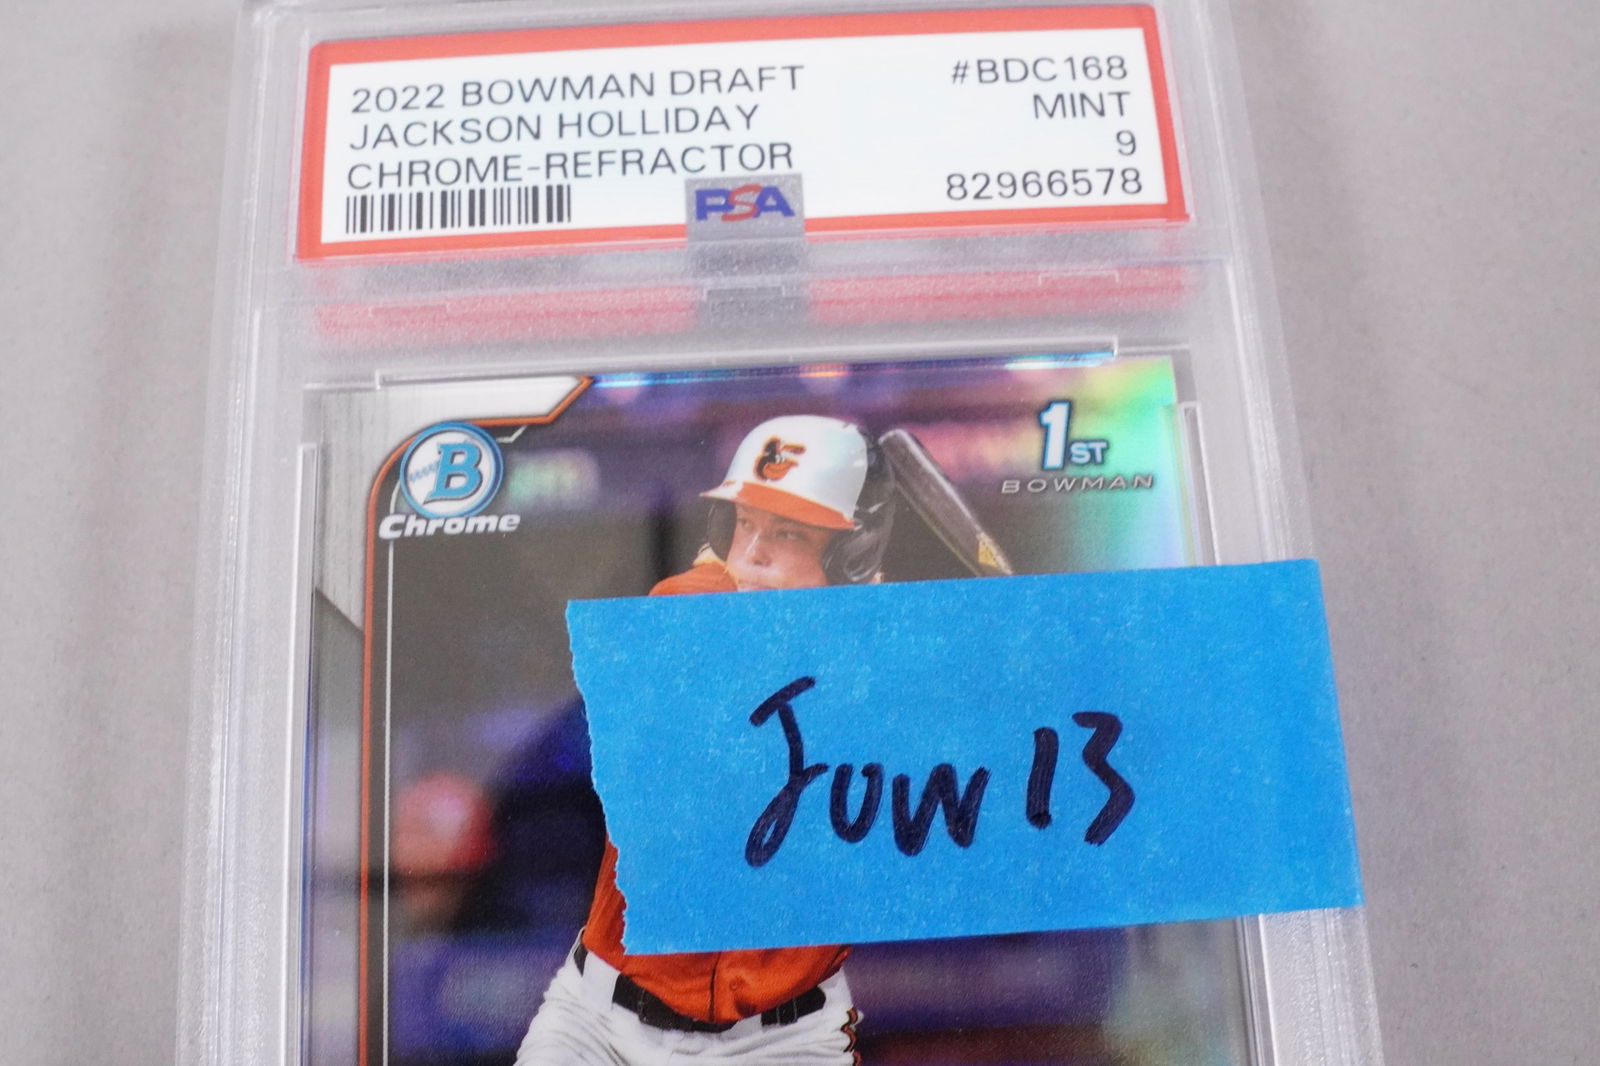 2022 BOWMAN DRAFT #BDC168
JACKSON HOLLIDAY MINT
CHROME-REFRACTOR 9
82966578
PSA
B
Chrome
1ST
BOWMAN
Juw 13